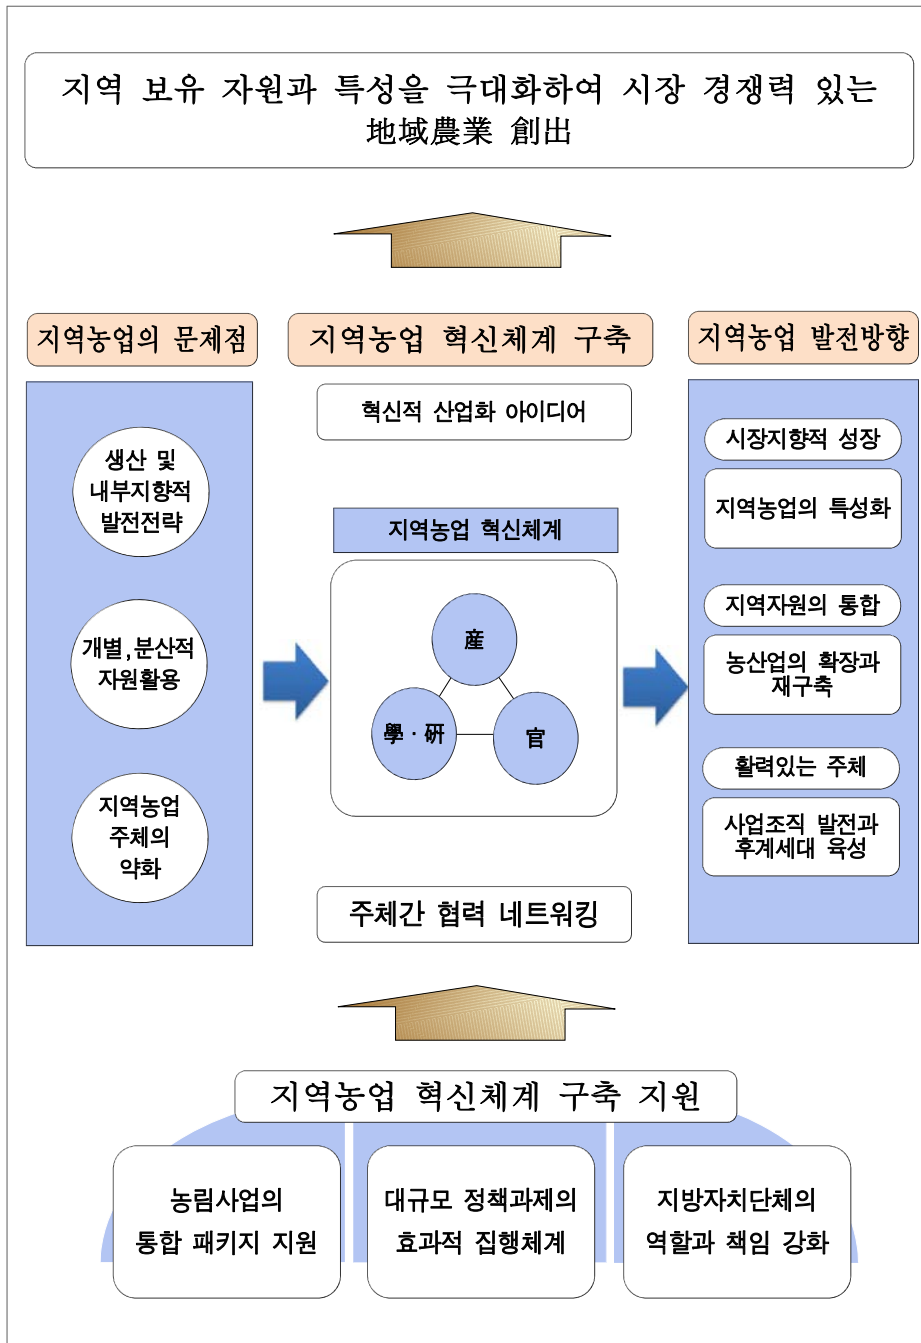 지역 보유 자원과 특성을 극대화하여 시장 경쟁력 있는
地域農業 創出
지역농업의 문제점
생산 및
내부지향적
발전전략
개별,분산적
자원활용
지역농업
주체의
약화
지역농업 혁신체계 구축
혁신적 산업화 아이디어
지역농업 혁신체계
産
學·硏
官
주체간 협력 네트워킹
지역농업 발전방향
시장지향적 성장
지역농업의 특성화
지역자원의 통합
농산업의 확장과
재구축
활력있는 주체
사업조직 발전과
후계세대 육성
지역농업 혁신체계 구축 지원
농림사업의
통합 패키지 지원
대규모 정책과제의
효과적 집행체계
지방자치단체의
역할과 책임 강화